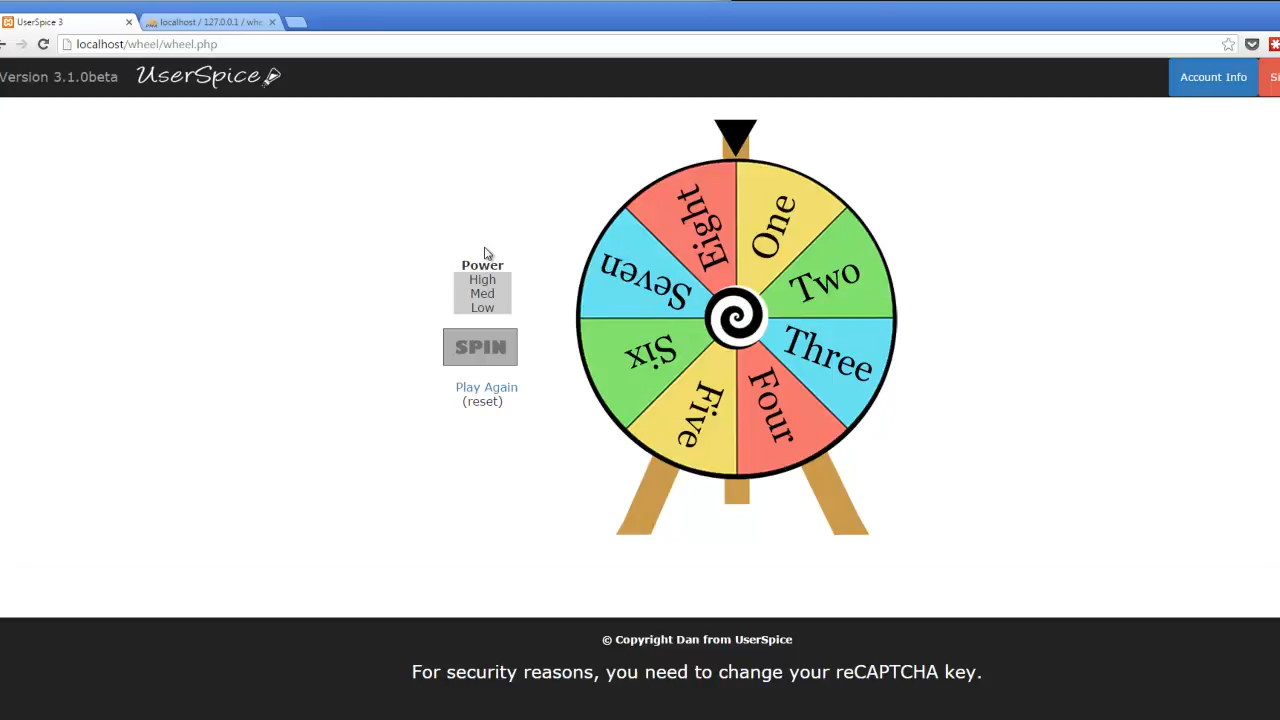 UserSpice 3
localhost / 127.0.0.1 / whe
localhost/wheel/wheel.php
Version 3.1.0beta
UserSpice
Account Info
Power
High
Med
Low
SPIN
Play Again
(reset)
One
Two
Three
Four
Five
Six
Seven
Eight
© Copyright Dan from UserSpice
For security reasons, you need to change your reCAPTCHA key.